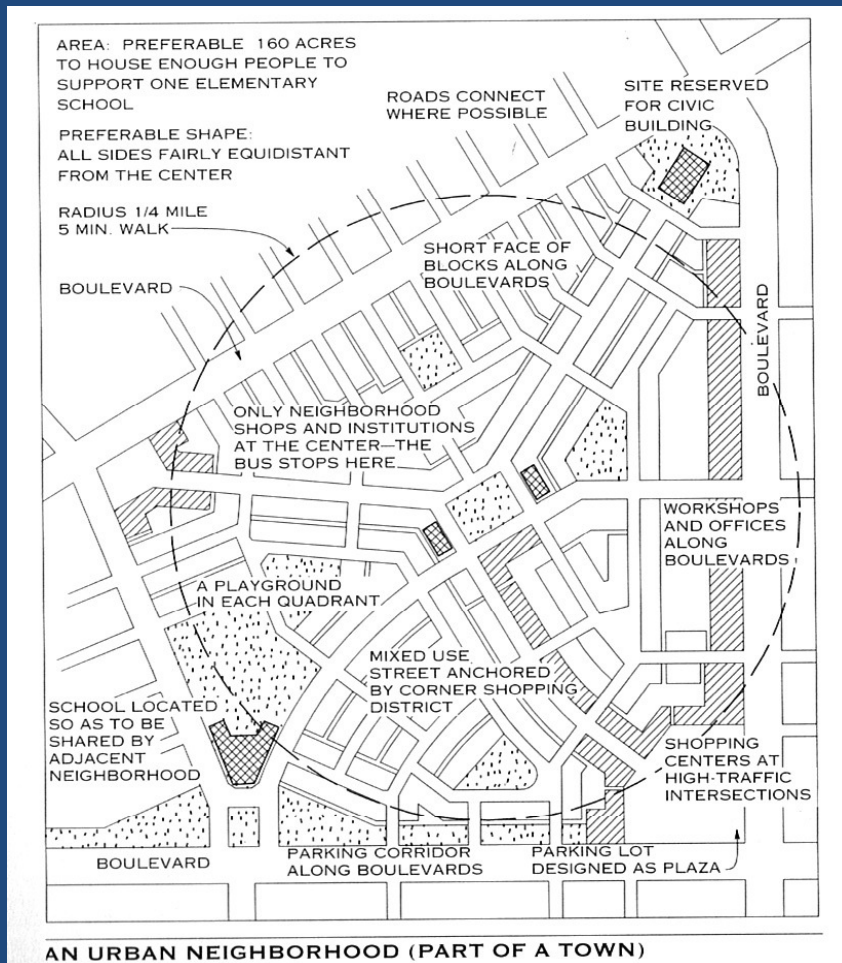 AREA: PREFERABLE 160 ACRES
TO HOUSE ENOUGH PEOPLE TO
SUPPORT ONE ELEMENTARY
SCHOOL
PREFERABLE SHAPE:
ALL SIDES FAIRLY EQUIDISTANT
FROM THE CENTER
RADIUS 1/4 MILE
5 MIN. WALK
ROADS CONNECT
WHERE POSSIBLE
SITE RESERVED
FOR CIVIC
BUILDING
BOULEVARD
SHORT FACE OF
BLOCKS ALONG
BOULEVARDS
BOULEVARD
ONLY NEIGHBORHOOD
SHOPS AND INSTITUTIONS
AT THE CENTER—THE
BUS STOPS HERE
WORKSHOPS
AND OFFICES
ALONG
BOULEVARDS
A PLAYGROUND
IN EACH QUADRANT
MIXED USE
STREET ANCHORED
BY CORNER SHOPPING
DISTRICT
SCHOOL LOCATED
SO AS TO BE
SHARED BY
ADJACENT
NEIGHBORHOOD
SHOPPING
CENTERS AT
HIGH-TRAFFIC
INTERSECTIONS
BOULEVARD
PARKING CORRIDOR
ALONG BOULEVARDS
PARKING LOT
DESIGNED AS PLAZA
AN URBAN NEIGHBORHOOD (PART OF A TOWN)